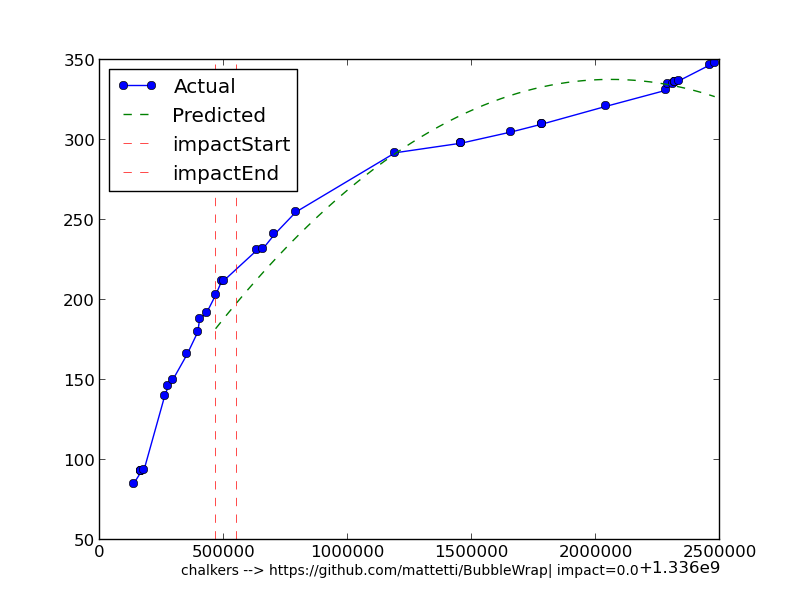 350
300
250
200
150
100
50
Actual
Predicted
impactStart
impactEnd
0 500000 1000000 1500000 2000000 2500000
chalkers --> https://github.com/mattetti/BubbleWrap| impact=0.0 +1.336e9